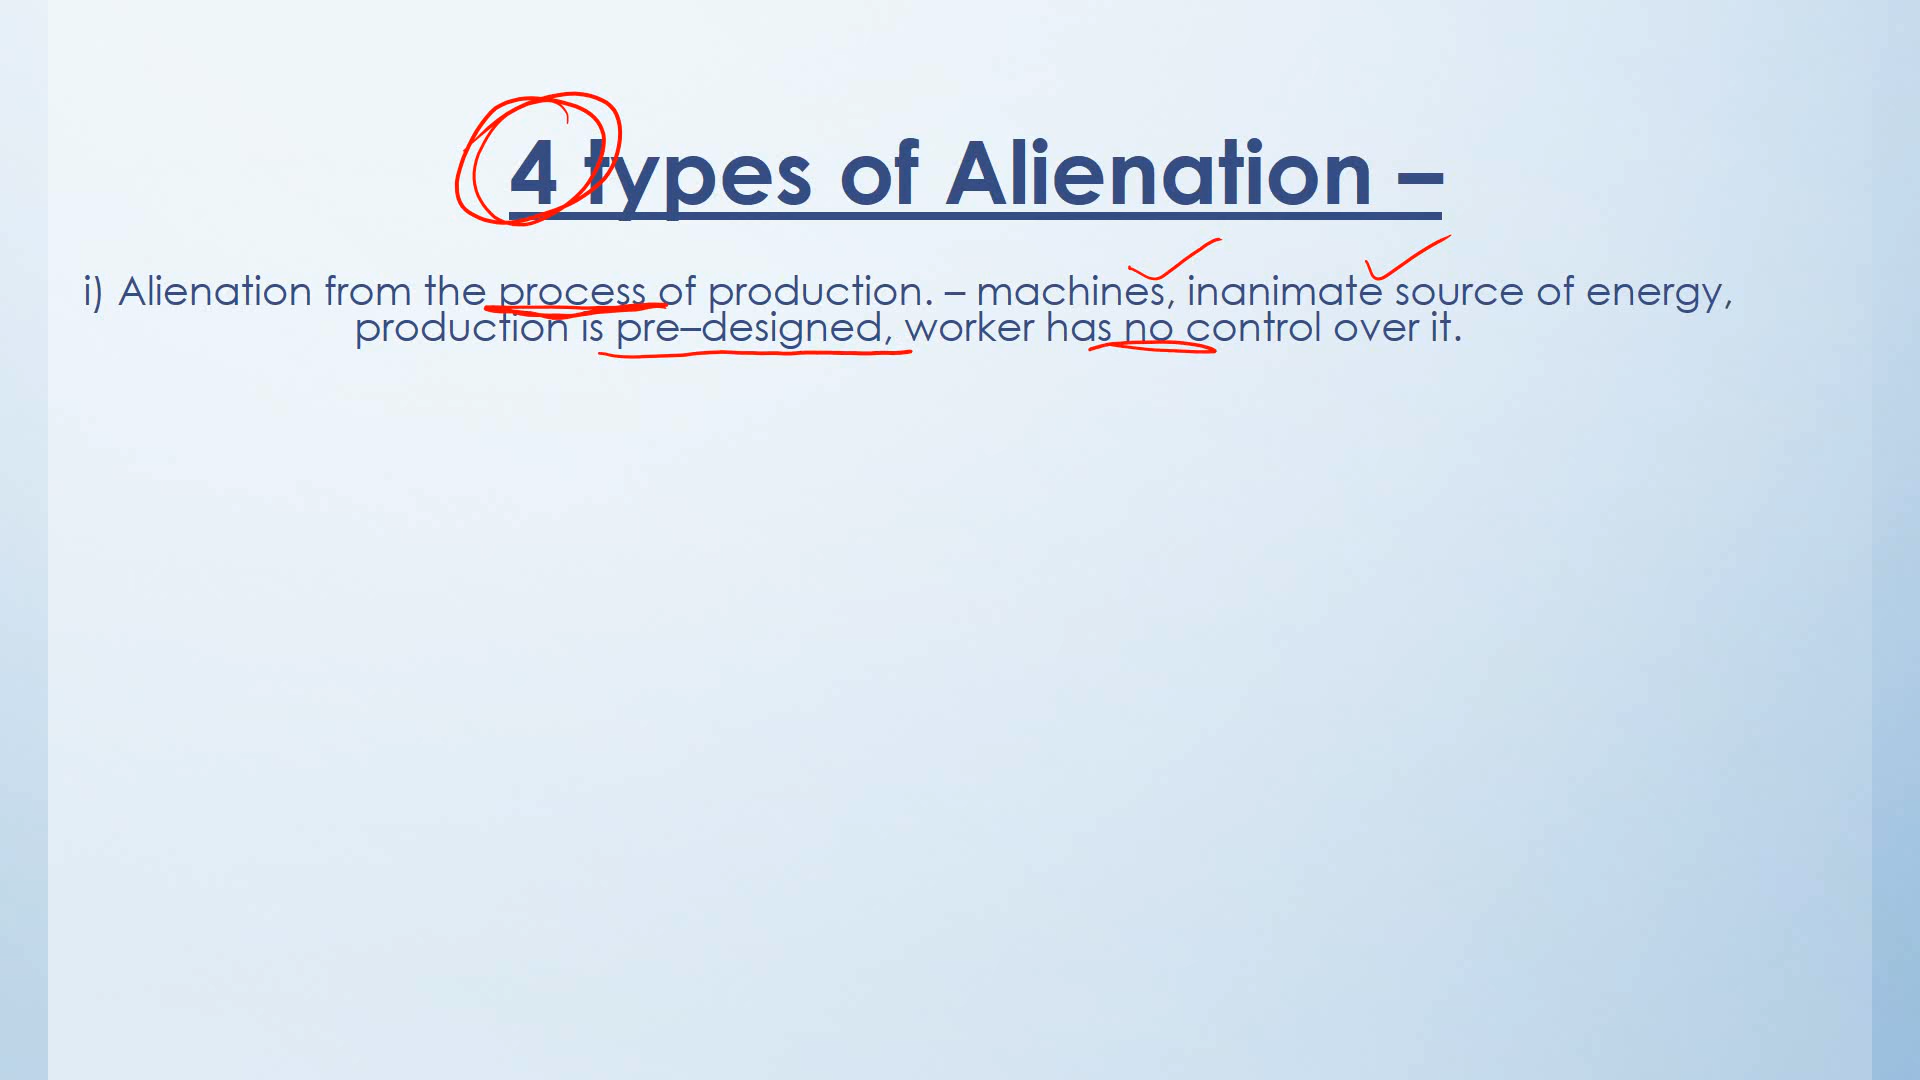 4 types of Alienation –
i) Alienation from the process of production. – machines, inanimate source of energy,
production is pre–designed, worker has no control over it.